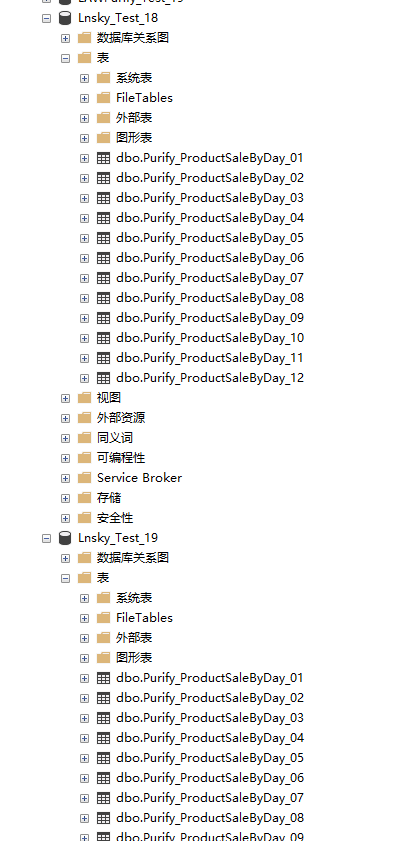 Lnsky_Test_18
数据库关系图
表
系统表
FileTables
外部表
图形表
dbo.Purify_ProductSaleByDay_01
dbo.Purify_ProductSaleByDay_02
dbo.Purify_ProductSaleByDay_03
dbo.Purify_ProductSaleByDay_04
dbo.Purify_ProductSaleByDay_05
dbo.Purify_ProductSaleByDay_06
dbo.Purify_ProductSaleByDay_07
dbo.Purify_ProductSaleByDay_08
dbo.Purify_ProductSaleByDay_09
dbo.Purify_ProductSaleByDay_10
dbo.Purify_ProductSaleByDay_11
dbo.Purify_ProductSaleByDay_12
视图
外部资源
同义词
可编程性
Service Broker
存储
安全性
Lnsky_Test_19
数据库关系图
表
系统表
FileTables
外部表
图形表
dbo.Purify_ProductSaleByDay_01
dbo.Purify_ProductSaleByDay_02
dbo.Purify_ProductSaleByDay_03
dbo.Purify_ProductSaleByDay_04
dbo.Purify_ProductSaleByDay_05
dbo.Purify_ProductSaleByDay_06
dbo.Purify_ProductSaleByDay_07
dbo.Purify_ProductSaleByDay_08
dbo.Purify_ProductSaleByDay_09